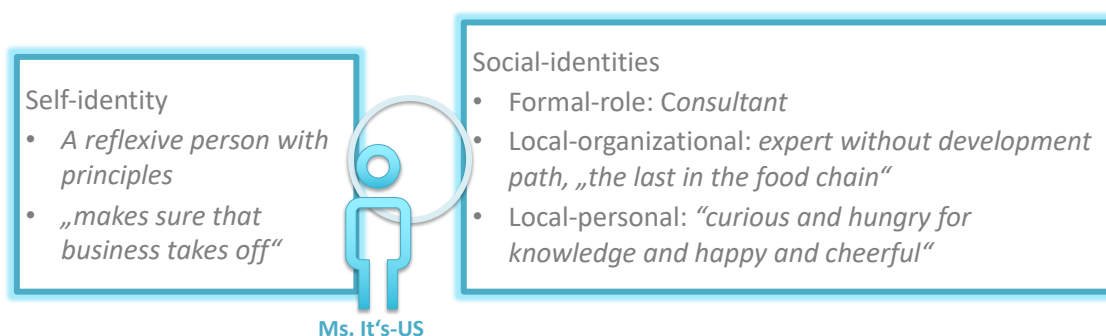 Self-identity
• A reflexive person with
principles
• „makes sure that
business takes off“
Social-identities
• Formal-role: Consultant
• Local-organizational: expert without development
path, „the last in the food chain“
• Local-personal: “curious and hungry for
knowledge and happy and cheerful“
Ms. It‘s-US